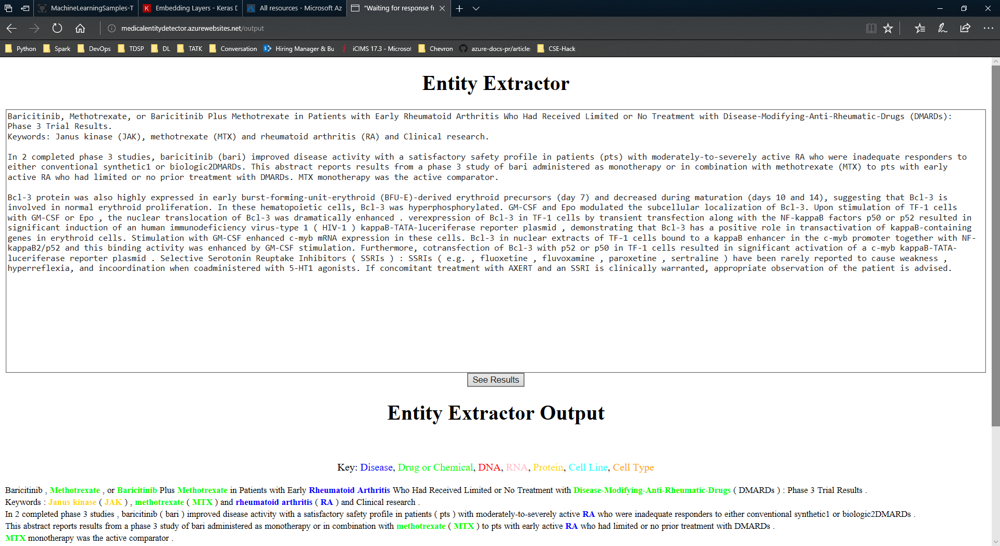 MachineLearningSamples-T
Embedding Layers - Keras D
All resources - Microsoft Az
"Waiting for response fr
medicalentitydetector.azurewebsites.net/output
Python Spark DevOps TDSP DL TATK Conversation Hiring Manager & Bu iCIMS 17.3 - Microsof Chevron azure-docs-pr/article: CSE-Hack
Entity Extractor
Baricitinib, Methotrexate, or Baricitinib Plus Methotrexate in Patients with Early Rheumatoid Arthritis Who Had Received Limited or No Treatment with Disease-Modifying-Anti-Rheumatic-Drugs (DMARDs):
Phase 3 Trial Results.
Keywords: Janus kinase (JAK), methotrexate (MTX) and rheumatoid arthritis (RA) and Clinical research.
In 2 completed phase 3 studies, baricitinib (bari) improved disease activity with a satisfactory safety profile in patients (pts) with moderately-to-severely active RA who were inadequate responders to
either conventional synthetic1 or biologic2DMARDs. This abstract reports results from a phase 3 study of bari administered as monotherapy or in combination with methotrexate (MTX) to pts with early
active RA who had limited or no prior treatment with DMARDs. MTX monotherapy was the active comparator.
Bcl-3 protein was also highly expressed in early burst-forming-unit-erythroid (BFU-E)-derived erythroid precursors (day 7) and decreased during maturation (days 10 and 14), suggesting that Bcl-3 is
involved in normal erythroid proliferation. In these hematopoietic cells, Bcl-3 was hyperphosphorylated. GM-CSF and Epo modulated the subcellular localization of Bcl-3. Upon stimulation of TF-1 cells
with GM-CSF or Epo , the nuclear translocation of Bcl-3 was dramatically enhanced . verexpression of Bcl-3 in TF-1 cells by transient transfection along with the NF-kappaB factors p50 or p52 resulted in
significant induction of an human immunodeficiency virus-type 1 ( HIV-1 ) kappaB-TATA-luceriferase reporter plasmid , demonstrating that Bcl-3 has a positive role in transactivation of kappaB-containing
genes in erythroid cells. Stimulation with GM-CSF enhanced c-myb mRNA expression in these cells. Bcl-3 in nuclear extracts of TF-1 cells bound to a kappaB enhancer in the c-myb promoter together with NF-
kappaB2/p52 and this binding activity was enhanced by GM-CSF stimulation. Furthermore, cotransfection of Bcl-3 with p52 or p50 in TF-1 cells resulted in significant activation of a c-myb kappaB-TATA-
luceriferase reporter plasmid . Selective Serotonin Reuptake Inhibitors ( SSRIs ) : SSRIs ( e.g. , fluoxetine , fluvoxamine , paroxetine , sertraline ) have been rarely reported to cause weakness ,
hyperreflexia, and incoordination when coadministered with 5-HT1 agonists. If concomitant treatment with AXERT and an SSRI is clinically warranted, appropriate observation of the patient is advised.
See Results
Entity Extractor Output
Key: Disease, Drug or Chemical, DNA, RNA, Protein, Cell Line, Cell Type
Baricitinib , Methotrexate , or Baricitinib Plus Methotrexate in Patients with Early Rheumatoid Arthritis Who Had Received Limited or No Treatment with Disease-Modifying-Anti-Rheumatic-Drugs ( DMARDs ) : Phase 3 Trial Results .
Keywords : Janus kinase ( JAK ) , methotrexate ( MTX ) and rheumatoid arthritis ( RA ) and Clinical research .
In 2 completed phase 3 studies , baricitinib ( bari ) improved disease activity with a satisfactory safety profile in patients ( pts ) with moderately-to-severely active RA who were inadequate responders to either conventional synthetic1 or biologic2DMARDs .
This abstract reports results from a phase 3 study of bari administered as monotherapy or in combination with methotrexate ( MTX ) to pts with early active RA who had limited or no prior treatment with DMARDs .
MTX monotherapy was the active comparator .